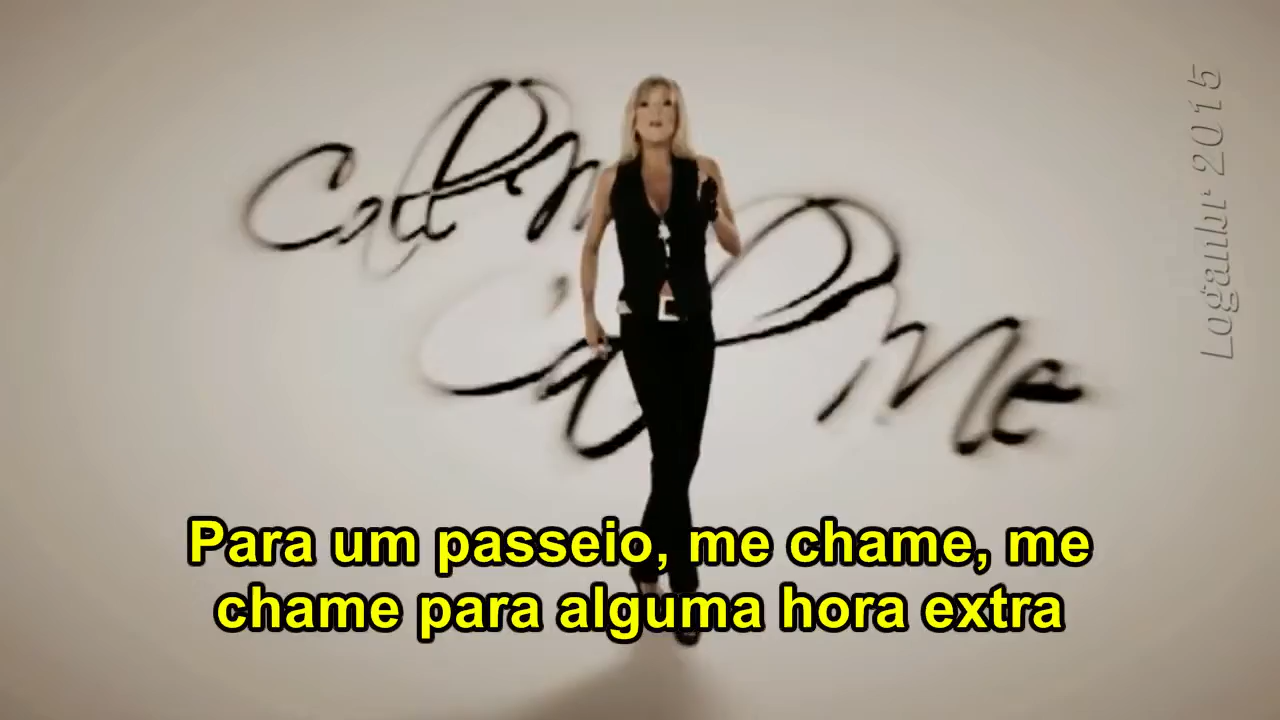 Call Me
Call Me
Loganbr 2015
Para um passeio, me chame, me
chame para alguma hora extra